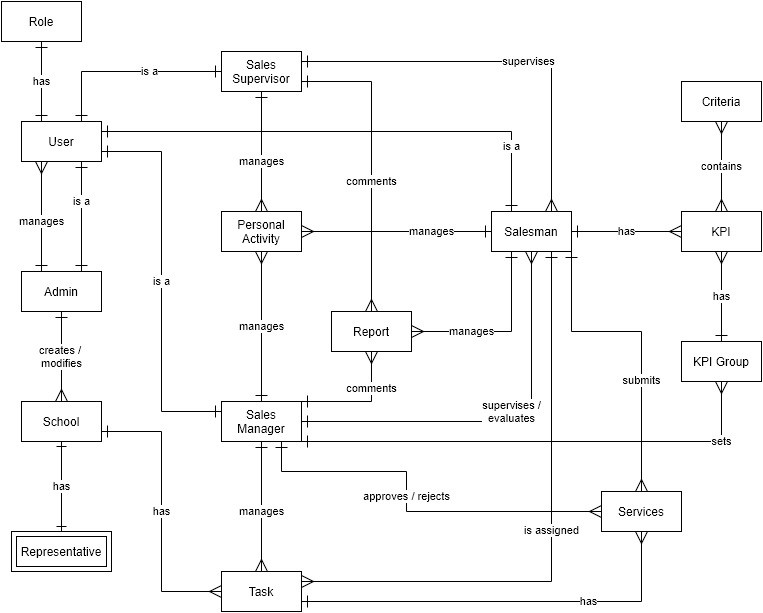 Role
Sales
Supervisor
supervises
is a
has
Criteria
User
is a
manages
contains
comments
is a
manages
Personal
Activity
manages
Salesman
has
KPI
is a
Admin
manages
has
Report
manages
creates /
modifies
KPI Group
comments
submits
School
Sales
Manager
supervises /
evaluates
sets
has
approves / rejects
has
manages
Services
is assigned
Representative
Task
has